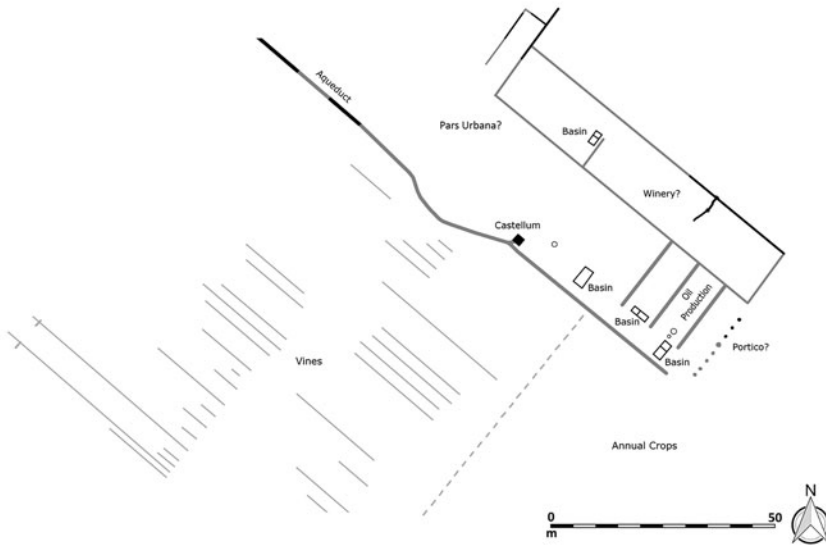 Aqueduct
Pars Urbana?
Basin
Winery?
Castellum
Basin
Oil
Production
Basin
Portico?
Basin
Vines
Annual Crops
N
0
50
m